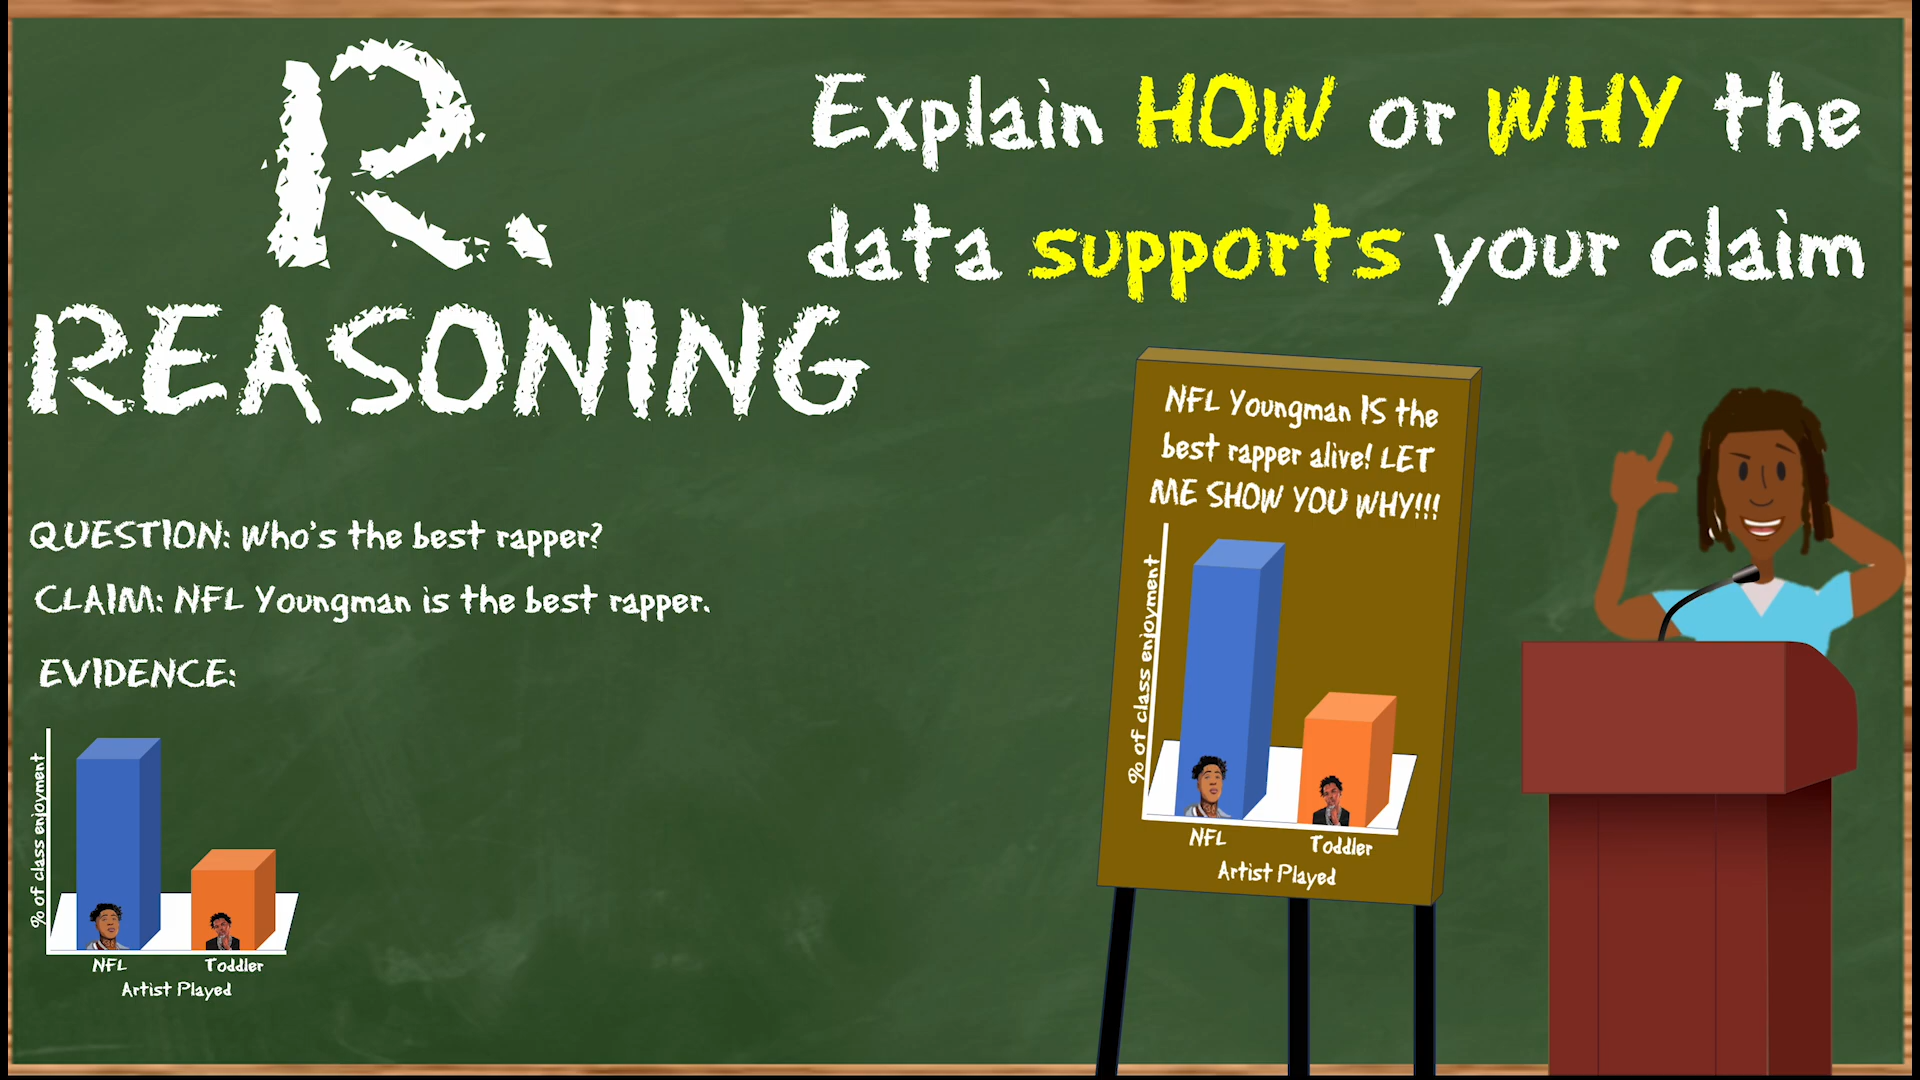 R.
REASONING
Explain HOW or WHY the
data supports your claim
QUESTION: Who's the best rapper?
CLAIM: NFL Youngman is the best rapper.
EVIDENCE:
% of class enjoyment
NFL
Toddler
Artist Played
NFL Youngman IS the
best rapper alive! LET
ME SHOW YOU WHY!!!
% of class enjoyment
NFL
Toddler
Artist Played